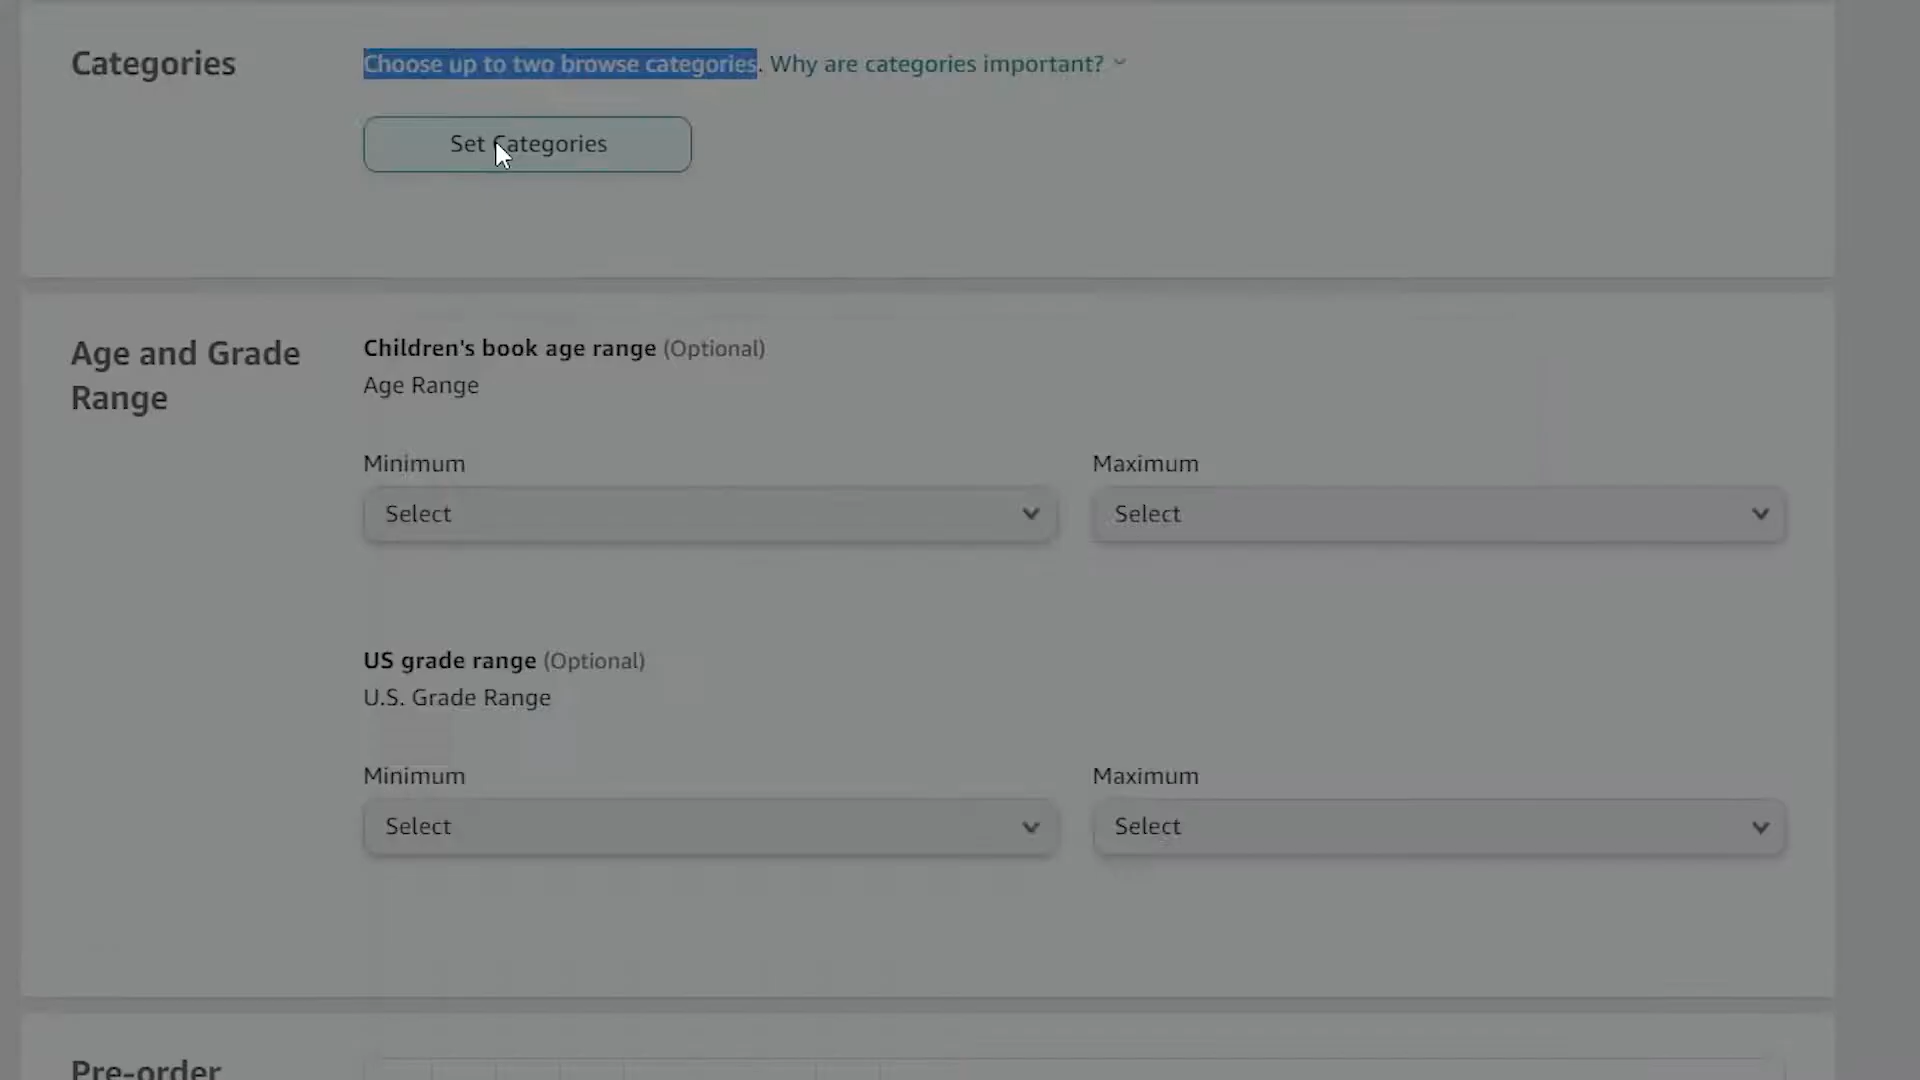 Categories
Choose up to two browse categories. Why are categories important?
Set Categories
Age and Grade
Range
Children's book age range (Optional)
Age Range
Minimum
Maximum
Select
Select
US grade range (Optional)
U.S. Grade Range
Minimum
Maximum
Select
Select
Pre-order